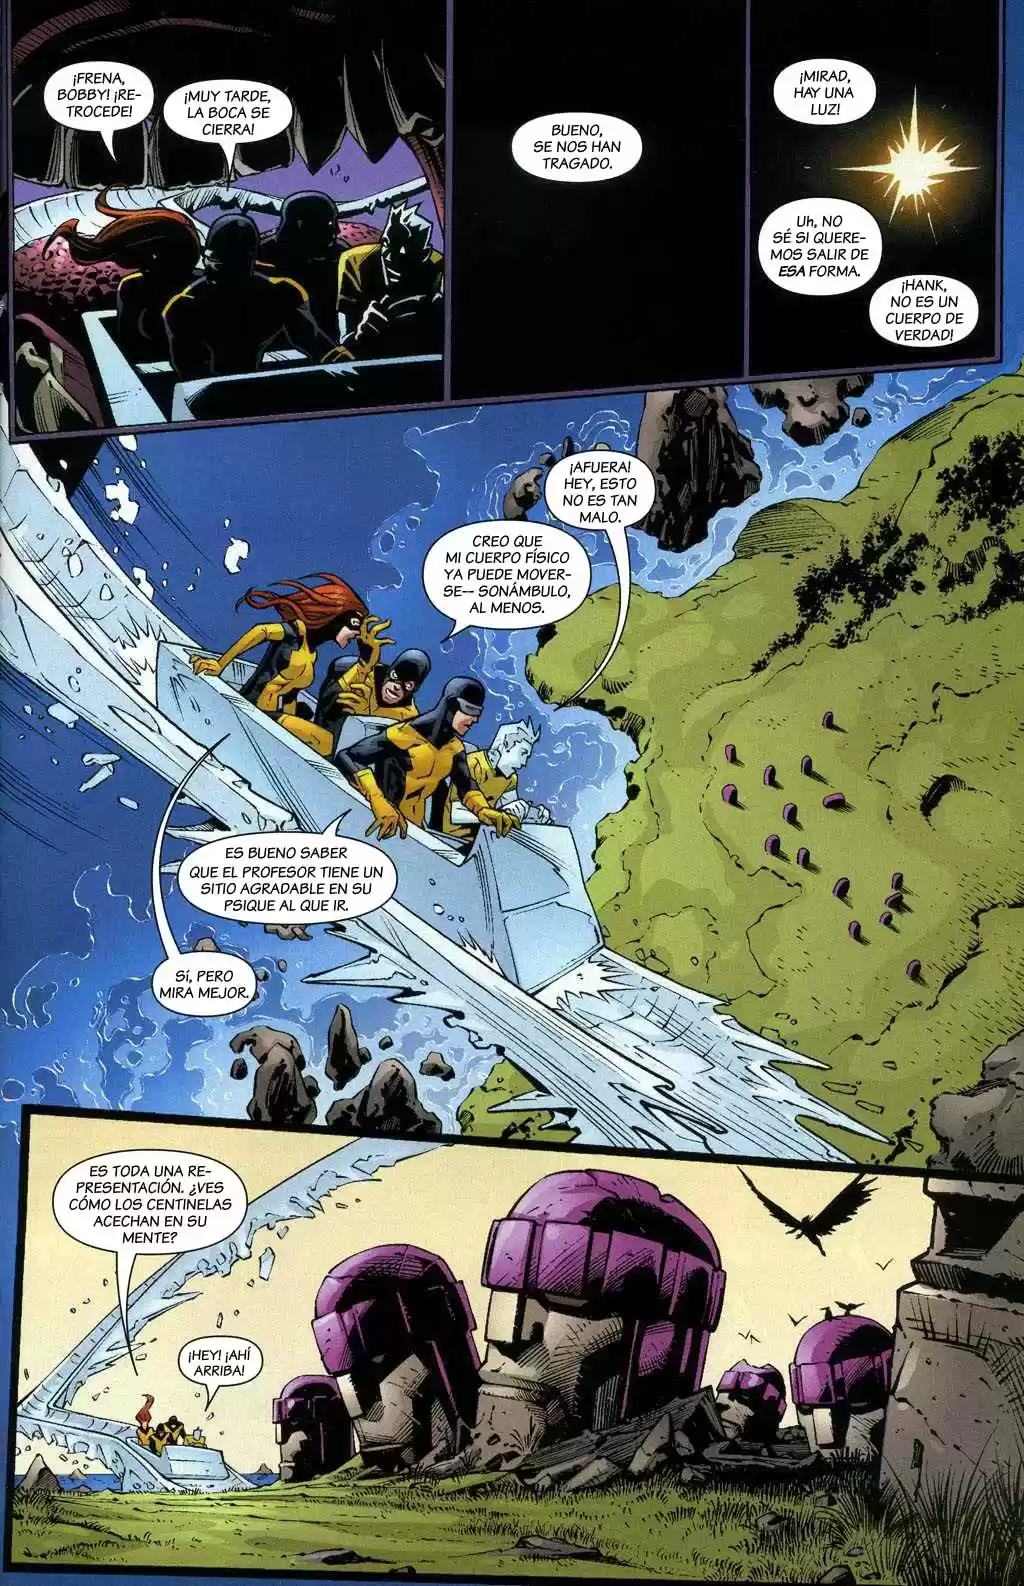 ¡FRENA,
BOBBY! ¡RE-
TROCEDE!
¡MUY TARDE,
LA BOCA SE
CIERRA!
BUENO,
SE NOS HAN
TRAGADO.
¡MIRAD,
HAY UNA
LUZ!
Uh, NO
SÉ SI QUERE-
MOS SALIR DE
ESA FORMA.
¡HANK,
NO ES UN
CUERPO DE
VERDAD!
¡AFUERA!
HEY, ESTO
NO ES TAN
MALO.
CREO QUE
MI CUERPO FÍSICO
YA PUEDE MOVER-
SE-- SONÁMBULO,
AL MENOS.
ES BUENO SABER
QUE EL PROFESOR TIENE UN
SITIO AGRADABLE EN SU
PSIQUE AL QUE IR.
SÍ, PERO
MIRA MEJOR.
ES TODA UNA RE-
PRESENTACIÓN. ¿VES
CÓMO LOS CENTINELAS
ACECHAN EN SU
MENTE?
¡HEY! ¡AHÍ
ARRIBA!